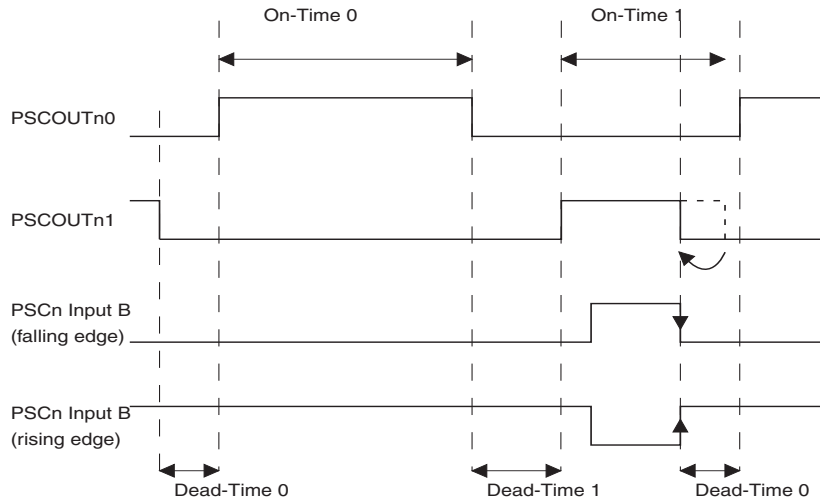 On-Time 0
On-Time 1
PSCOUTn0
PSCOUTn1
PSCn Input B
(falling edge)
PSCn Input B
(rising edge)
Dead-Time 0
Dead-Time 1
Dead-Time 0